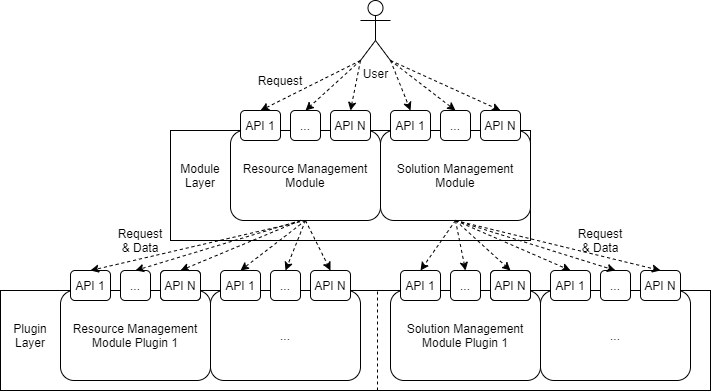 User
Request
API 1
...
API N
API 1
...
API N
Module
Layer
Resource Management
Module
Solution Management
Module
Request
& Data
Request
& Data
API 1
...
API N
API 1
...
API N
API 1
...
API N
API 1
...
API N
Plugin
Layer
Resource Management
Module Plugin 1
...
Solution Management
Module Plugin 1
...